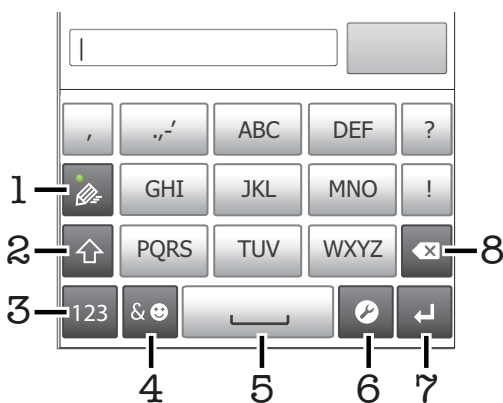 , .,-′ ABC DEF ?
1 GHI JKL MNO !
2 PQRS TUV WXYZ 8
3 123 &
4 5 6 7